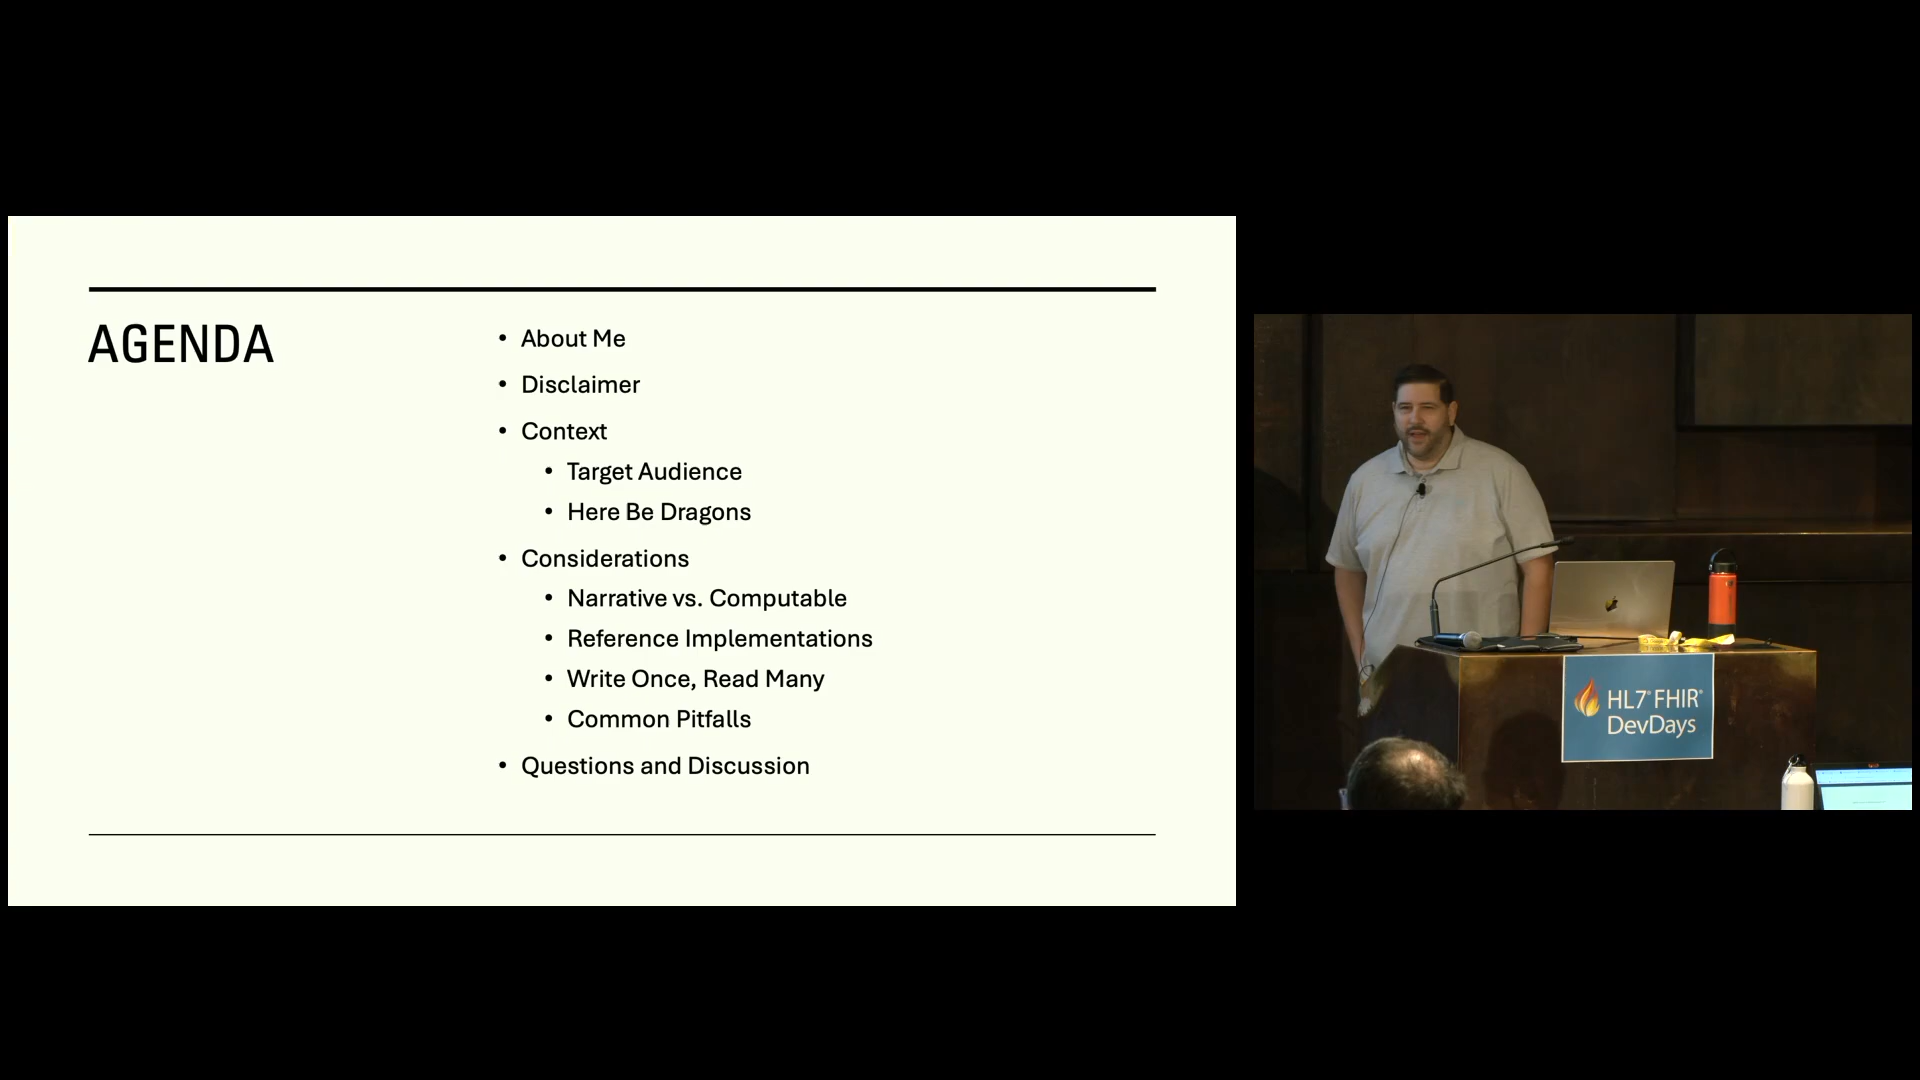 AGENDA
• About Me
• Disclaimer
• Context
• Target Audience
• Here Be Dragons
• Considerations
• Narrative vs. Computable
• Reference Implementations
• Write Once, Read Many
• Common Pitfalls
• Questions and Discussion
HL7® FHIR®
DevDays